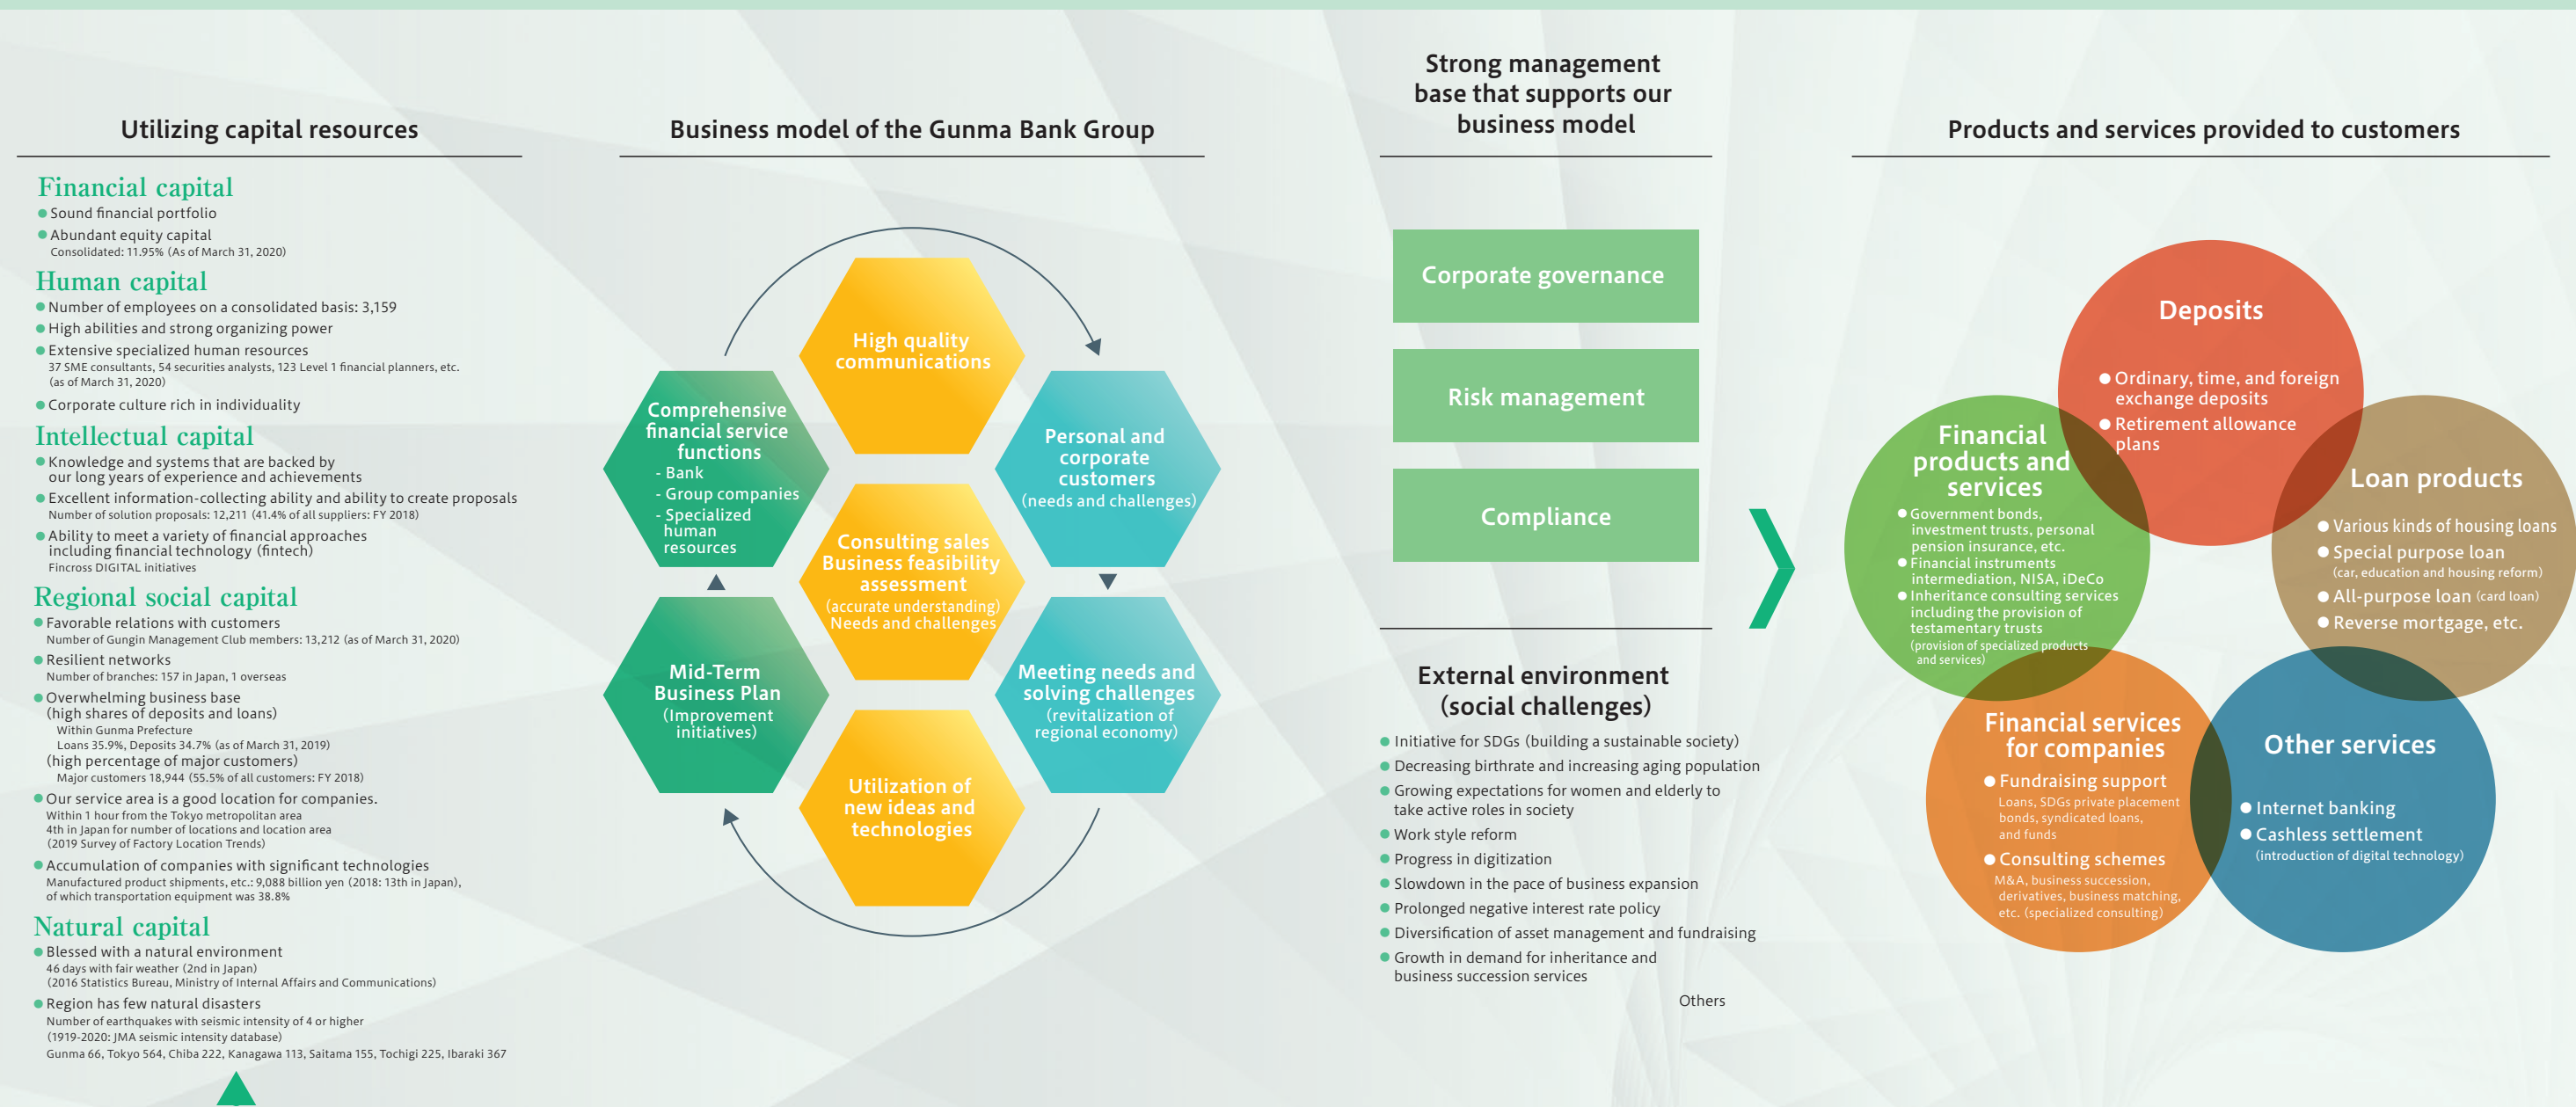 Utilizing capital resources
Financial capital
● Sound financial portfolio
● Abundant equity capital
Consolidated: 11.95% (As of March 31, 2020)
Human capital
● Number of employees on a consolidated basis: 3,159
● High abilities and strong organizing power
● Extensive specialized human resources
37 SME consultants, 54 securities analysts, 123 Level 1 financial planners, etc.
(as of March 31, 2020)
● Corporate culture rich in individuality
Intellectual capital
● Knowledge and systems that are backed by
our long years of experience and achievements
● Excellent information-collecting ability and ability to create proposals
Number of solution proposals: 12,211 (41.4% of all suppliers: FY 2018)
● Ability to meet a variety of financial approaches
including financial technology (fintech)
Fincross DIGITAL initiatives
Regional social capital
● Favorable relations with customers
Number of Gungin Management Club members: 13,212 (as of March 31, 2020)
● Resilient networks
Number of branches: 157 in Japan, 1 overseas
● Overwhelming business base
(high shares of deposits and loans)
Within Gunma Prefecture
Loans 35.9%, Deposits 34.7% (as of March 31, 2019)
(high percentage of major customers)
Major customers 18,944 (55.5% of all customers: FY 2018)
● Our service area is a good location for companies.
Within 1 hour from the Tokyo metropolitan area
4th in Japan for number of locations and location area
(2019 Survey of Factory Location Trends)
● Accumulation of companies with significant technologies
Manufactured product shipments, etc.: 9,088 billion yen (2018: 13th in Japan),
of which transportation equipment was 38.8%
Natural capital
● Blessed with a natural environment
46 days with fair weather (2nd in Japan)
(2016 Statistics Bureau, Ministry of Internal Affairs and Communications)
● Region has few natural disasters
Number of earthquakes with seismic intensity of 4 or higher
(1919-2020: JMA seismic intensity database)
Gunma 66, Tokyo 564, Chiba 222, Kanagawa 113, Saitama 155, Tochigi 225, Ibaraki 367
Business model of the Gunma Bank Group
High quality
communications
Comprehensive
financial service
functions
- Bank
- Group companies
- Specialized
human
resources
Personal and
corporate
customers
(needs and challenges)
Consulting sales
Business feasibility
assessment
(accurate understanding)
Needs and challenges
Mid-Term
Business Plan
(Improvement
initiatives)
Meeting needs and
solving challenges
(revitalization of
regional economy)
Utilization of
new ideas and
technologies
Strong management
base that supports our
business model
Corporate governance
Risk management
Compliance
External environment
(social challenges)
● Initiative for SDGs (building a sustainable society)
● Decreasing birthrate and increasing aging population
● Growing expectations for women and elderly to
take active roles in society
● Work style reform
● Progress in digitization
● Slowdown in the pace of business expansion
● Prolonged negative interest rate policy
● Diversification of asset management and fundraising
● Growth in demand for inheritance and
business succession services
Others
Products and services provided to customers
Deposits
● Ordinary, time, and foreign
exchange deposits
● Retirement allowance
plans
Financial
products and
services
● Government bonds,
investment trusts, personal
pension insurance, etc.
● Financial instruments
intermediation, NISA, iDeCo
● Inheritance consulting services
including the provision of
testamentary trusts
(provision of specialized products
and services)
Loan products
● Various kinds of housing loans
● Special purpose loan
(car, education and housing reform)
● All-purpose loan (card loan)
● Reverse mortgage, etc.
Financial services
for companies
● Fundraising support
Loans, SDGs private placement
bonds, syndicated loans,
and funds
● Consulting schemes
M&A, business succession,
derivatives, business matching,
etc. (specialized consulting)
Other services
● Internet banking
● Cashless settlement
(introduction of digital technology)